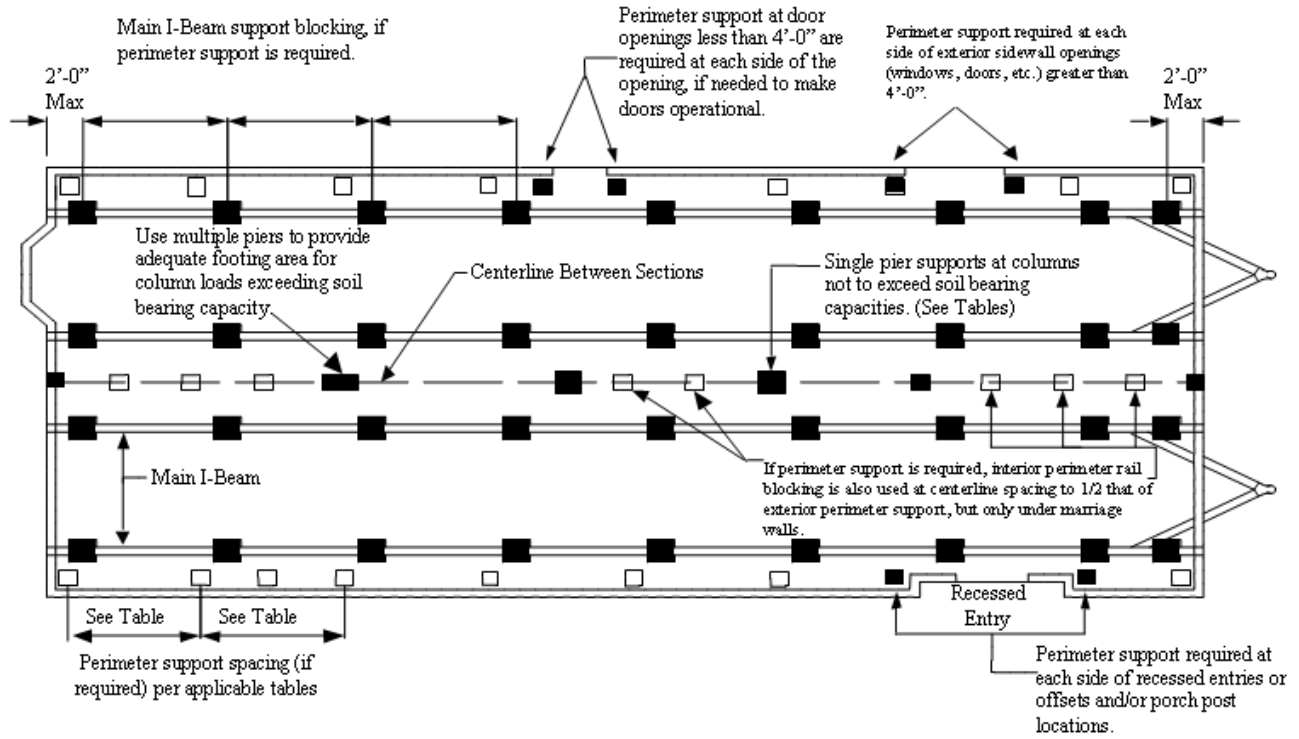 Main I-Beam support blocking, if
perimeter support is required.
Perimeter support at door
openings less than 4’-0” are
required at each side of the
opening, if needed to make
doors operational.
Perimeter support required at each
side of exterior sidewall openings
(windows, doors, etc.) greater than
4’-0”.
2’-0”
Max
2’-0”
Max
Use multiple piers to provide
adequate footing area for
column loads exceeding soil
bearing capacity
Centerline Between Sections
Single pier supports at columns
not to exceed soil bearing
capacities. (See Tables)
Main I-Beam
If perimeter support is required, interior perimeter rail
blocking is also used at centerline spacing to 1/2 that of
exterior perimeter support, but only under marriage
walls.
See Table
See Table
Perimeter support spacing (if
required) per applicable tables
Recessed
Entry
Perimeter support required at
each side of recessed entries or
offsets and/or porch post
locations.